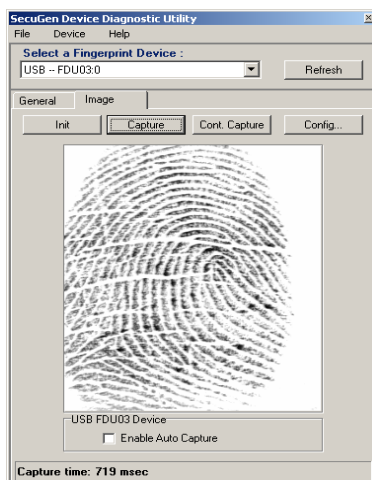 SecuGen Device Diagnostic Utility
File Device Help
Select a Fingerprint Device :
USB -- FDU03:0 Refresh
General Image
Init Capture Cont. Capture Config...
USB FDU03 Device
Enable Auto Capture
Capture time: 719 msec